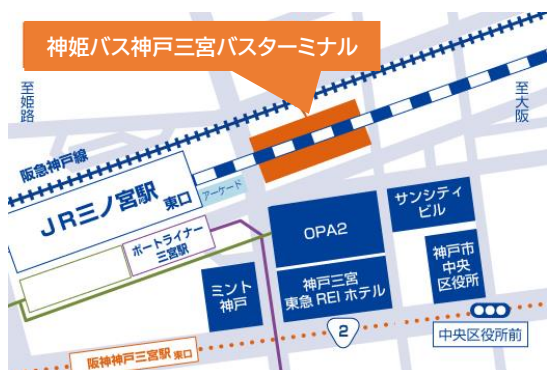 神姫バス神戸三宮バスターミナル
至姫路
至大阪
阪急神戸線
JR三ノ宮駅
東口
アーケード
ポートライナー
三宮駅
サンシティ
ビル
OPA2
ミント
神戸
神戸三宮
東急REIホテル
神戸市
中央
区役所
2
中央区役所前
阪神神戸三宮駅 東口